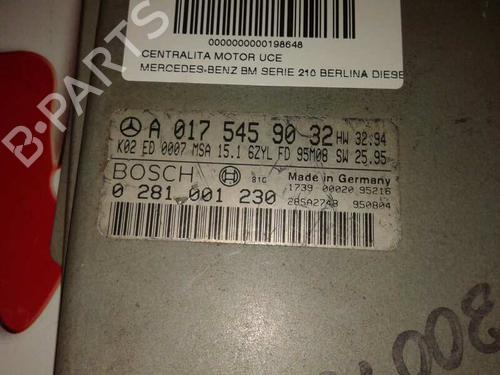 0000000000198648
CENTRALITA MOTOR UCE
MERCEDES-BENZ BM SERIE 210 BERLINA DIESE
B-PARTS
A 017 545 90 32 HW 32.94
K02 ED 0007 MSA 15.1 6ZYL FD 95M08 SW 25.95
BOSCH 81C Made in Germany
0 281 001 230 1739 00020 95216
28SA2748 950804